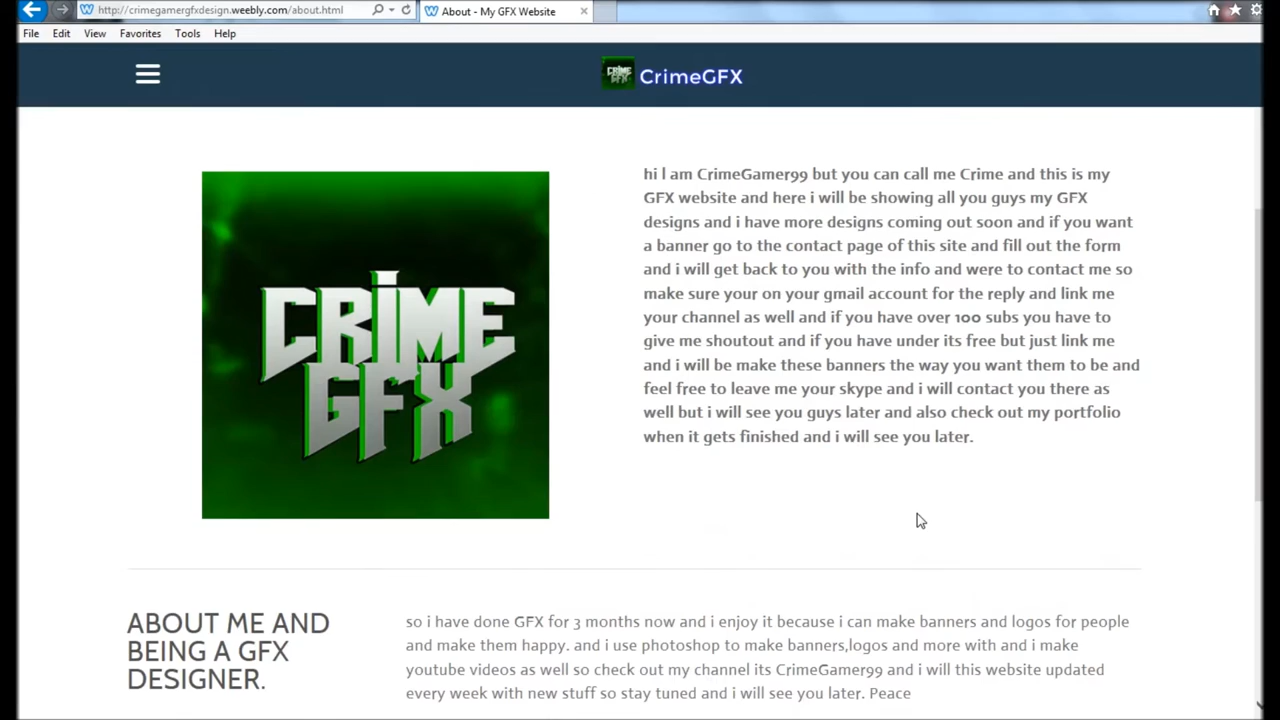 http://crimegamergfxdesign.weebly.com/about.html
About - My GFX Website
File Edit View Favorites Tools Help
CRIME GFX
CrimeGFX
CRIME
GFX
hi l am CrimeGamer99 but you can call me Crime and this is my
GFX website and here i will be showing all you guys my GFX
designs and i have more designs coming out soon and if you want
a banner go to the contact page of this site and fill out the form
and i will get back to you with the info and were to contact me so
make sure your on your gmail account for the reply and link me
your channel as well and if you have over 100 subs you have to
give me shoutout and if you have under its free but just link me
and i will be make these banners the way you want them to be and
feel free to leave me your skype and i will contact you there as
well but i will see you guys later and also check out my portfolio
when it gets finished and i will see you later.
ABOUT ME AND
BEING A GFX
DESIGNER.
so i have done GFX for 3 months now and i enjoy it because i can make banners and logos for people
and make them happy. and i use photoshop to make banners,logos and more with and i make
youtube videos as well so check out my channel its CrimeGamer99 and i will this website updated
every week with new stuff so stay tuned and i will see you later. Peace